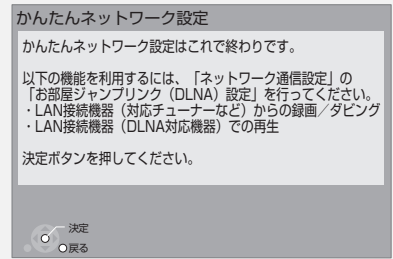 かんたんネットワーク設定
かんたんネットワーク設定はこれで終わりです。
以下の機能を利用するには、「ネットワーク通信設定」の
「お部屋ジャンプリンク（DLNA）設定」を行ってください。
・LAN接続機器（対応チューナーなど）からの録画／ダビング
・LAN接続機器（DLNA対応機器）での再生
決定ボタンを押してください。
決定
戻る